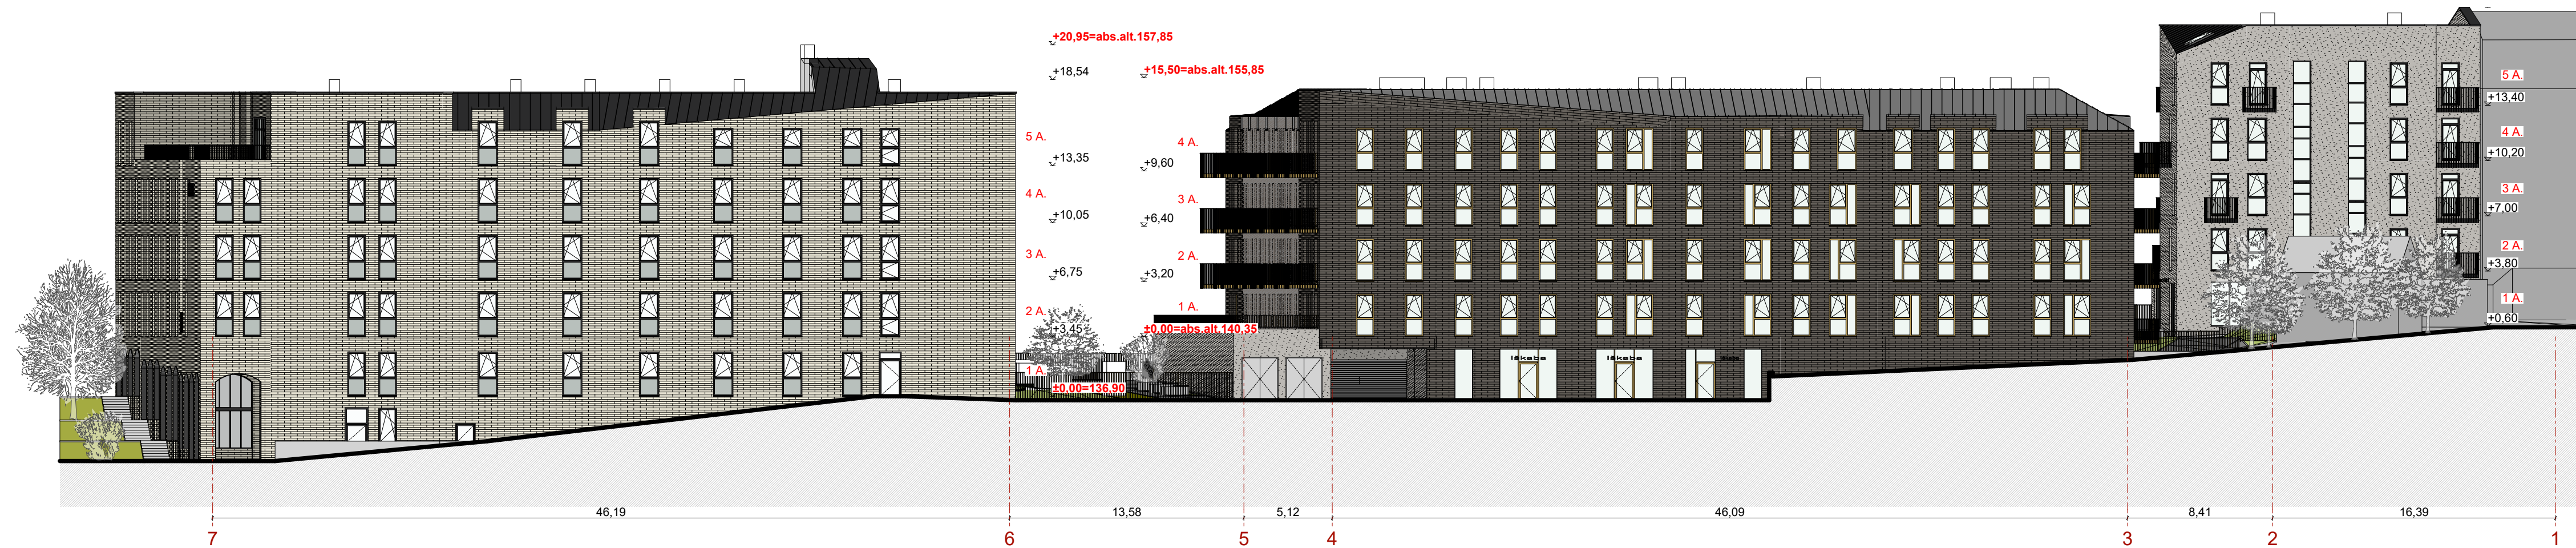 +20,95=abs.alt.157,85
+18,54
5 A.
+13,35
4 A.
+10,05
3 A.
+6,75
2 A.
+3,45
1 A.
±0.00=136,90
+15,50=abs.alt.155,85
4 A.
+9,60
3 A.
+6,40
2 A.
+3,20
1 A.
±0,00=abs.alt.140,35
iškaba
iškaba
iškaba
5 A.
+13,40
4 A.
+10,20
3 A.
+7,00
2 A.
+3,80
1 A.
+0,60
46,19
13,58
5,12
46,09
8,41
16,39
7
6
5
4
3
2
1